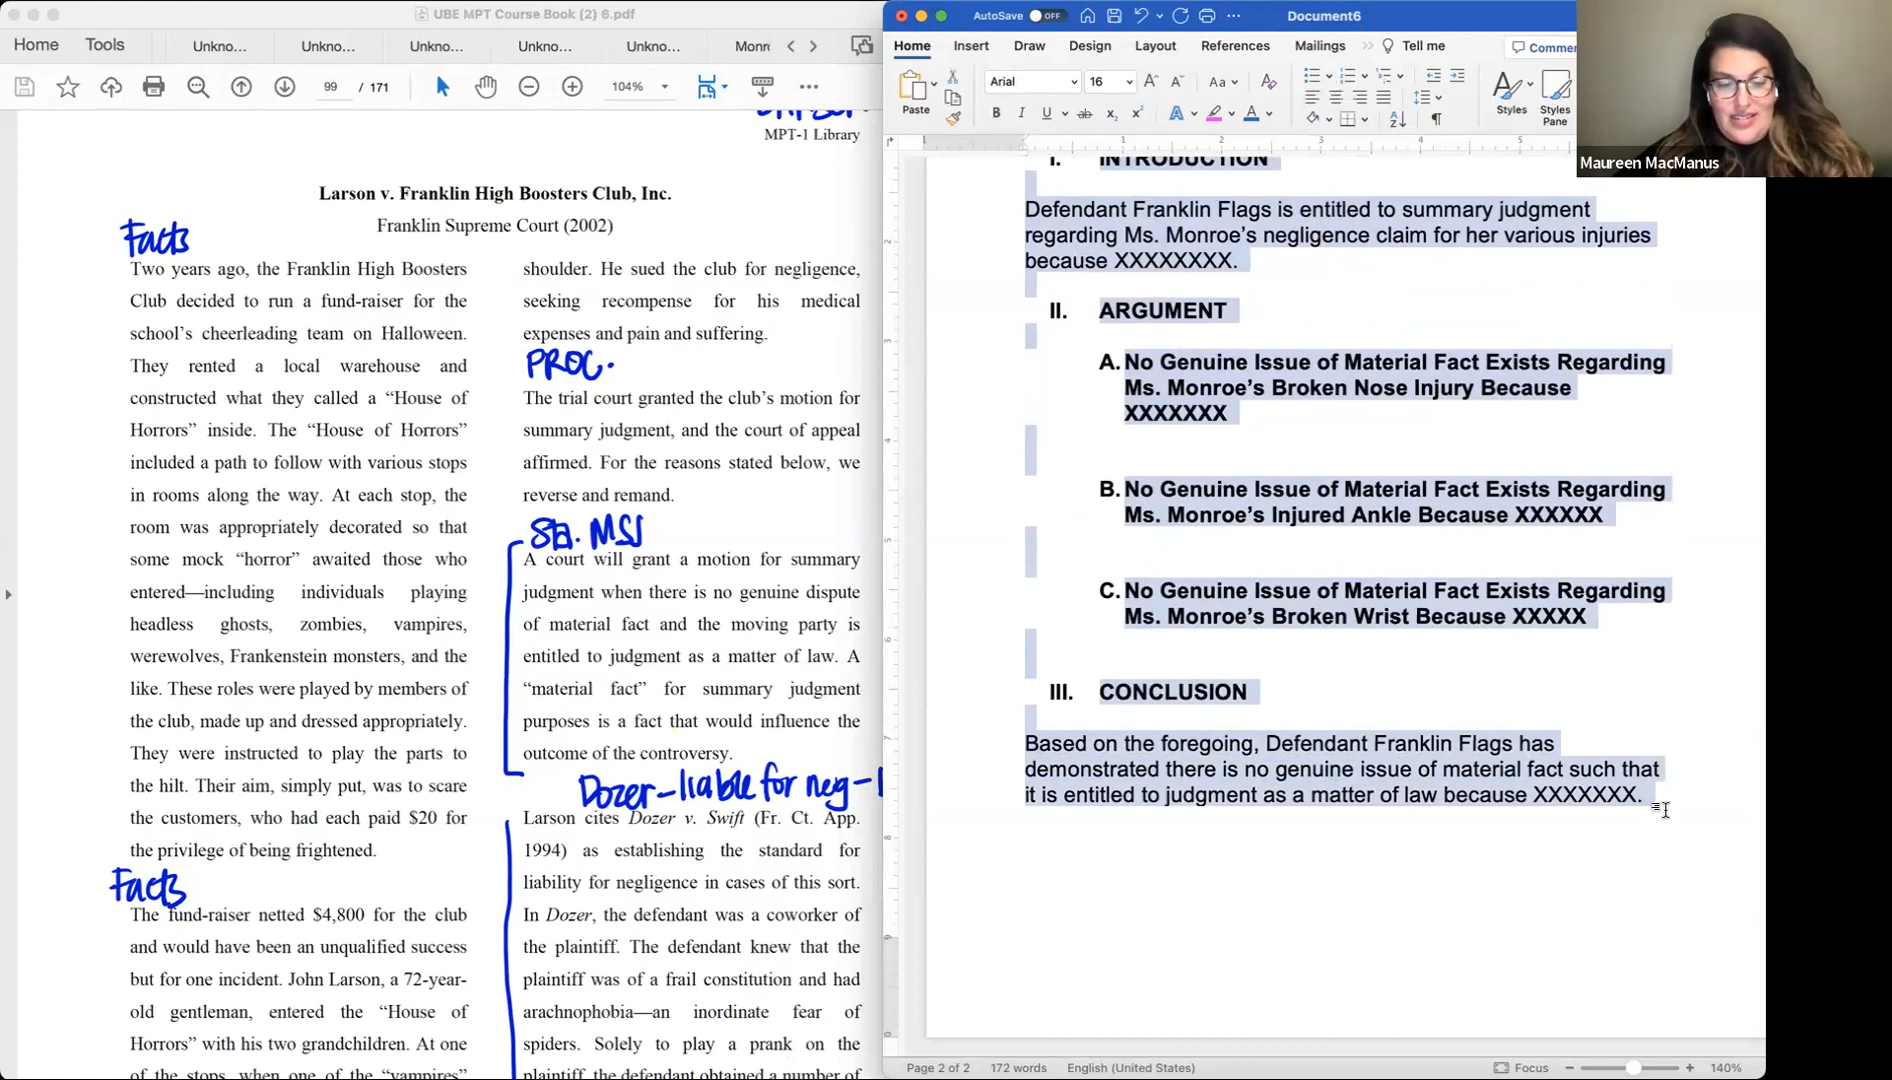 UBE MPT Course Book (2) 6.pdf
Home Tools Unkno... Unkno... Unkno... Unkno... Unkno... Monr
99 / 171 104%
MPT-1 Library
Larson v. Franklin High Boosters Club, Inc.
Franklin Supreme Court (2002)
Facts
Two years ago, the Franklin High Boosters
Club decided to run a fund-raiser for the
school's cheerleading team on Halloween.
They rented a local warehouse and
constructed what they called a "House of
Horrors" inside. The "House of Horrors"
included a path to follow with various stops
in rooms along the way. At each stop, the
room was appropriately decorated so that
some mock "horror" awaited those who
entered—including individuals playing
headless ghosts, zombies, vampires,
werewolves, Frankenstein monsters, and the
like. These roles were played by members of
the club, made up and dressed appropriately.
They were instructed to play the parts to
the hilt. Their aim, simply put, was to scare
the customers, who had each paid $20 for
the privilege of being frightened.
Facts
The fund-raiser netted $4,800 for the club
and would have been an unqualified success
but for one incident. John Larson, a 72-year-
old gentleman, entered the "House of
Horrors" with his two grandchildren. At one
of the stops, when one of the "vampires"
shoulder. He sued the club for negligence,
seeking recompense for his medical
expenses and pain and suffering.
PROC.
The trial court granted the club's motion for
summary judgment, and the court of appeal
affirmed. For the reasons stated below, we
reverse and remand.
MSJ
A court will grant a motion for summary
judgment when there is no genuine dispute
of material fact and the moving party is
entitled to judgment as a matter of law. A
"material fact" for summary judgment
purposes is a fact that would influence the
outcome of the controversy.
Dozer-liable for neg-
Larson cites Dozer v. Swift (Fr. Ct. App.
1994) as establishing the standard for
liability for negligence in cases of this sort.
In Dozer, the defendant was a coworker of
the plaintiff. The defendant knew that the
plaintiff was of a frail constitution and had
arachnophobia—an inordinate fear of
spiders. Solely to play a prank on the
plaintiff, the defendant obtained a number of
AutoSave OFF Document6
Home Insert Draw Design Layout References Mailings Tell me Comme
Paste Arial 16 Styles Styles Pane
I. INTRODUCTION
Defendant Franklin Flags is entitled to summary judgment
regarding Ms. Monroe's negligence claim for her various injuries
because XXXXXXXX.
II. ARGUMENT
A. No Genuine Issue of Material Fact Exists Regarding
Ms. Monroe's Broken Nose Injury Because
XXXXXXX
B. No Genuine Issue of Material Fact Exists Regarding
Ms. Monroe's Injured Ankle Because XXXXXX
C. No Genuine Issue of Material Fact Exists Regarding
Ms. Monroe's Broken Wrist Because XXXXX
III. CONCLUSION
Based on the foregoing, Defendant Franklin Flags has
demonstrated there is no genuine issue of material fact such that
it is entitled to judgment as a matter of law because XXXXXXX.
Page 2 of 2 172 words English (United States) Focus 140%
Maureen MacManus